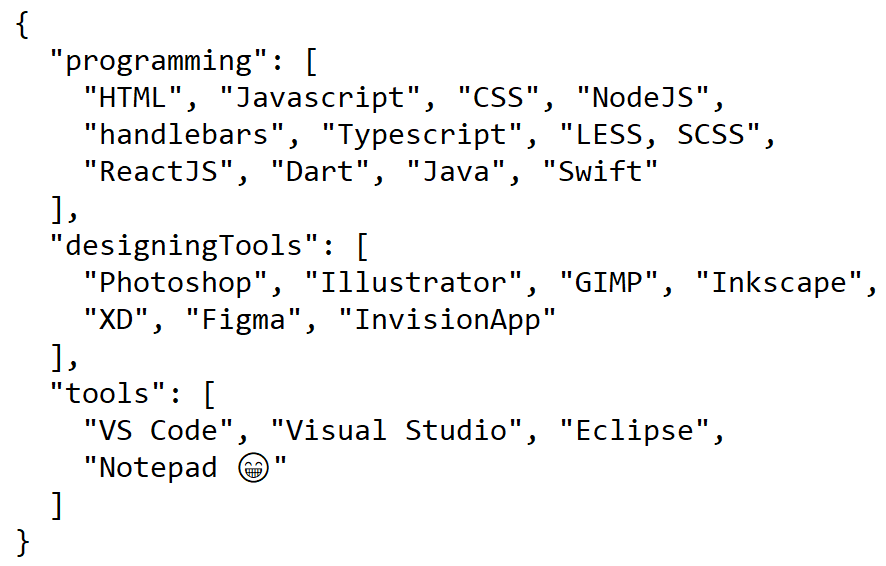 {
  "programming": [
    "HTML", "Javascript", "CSS", "NodeJS",
    "handlebars", "Typescript", "LESS, SCSS",
    "ReactJS", "Dart", "Java", "Swift"
  ],
  "designingTools": [
    "Photoshop", "Illustrator", "GIMP", "Inkscape",
    "XD", "Figma", "InvisionApp"
  ],
  "tools": [
    "VS Code", "Visual Studio", "Eclipse",
    "Notepad 😁"
  ]
}